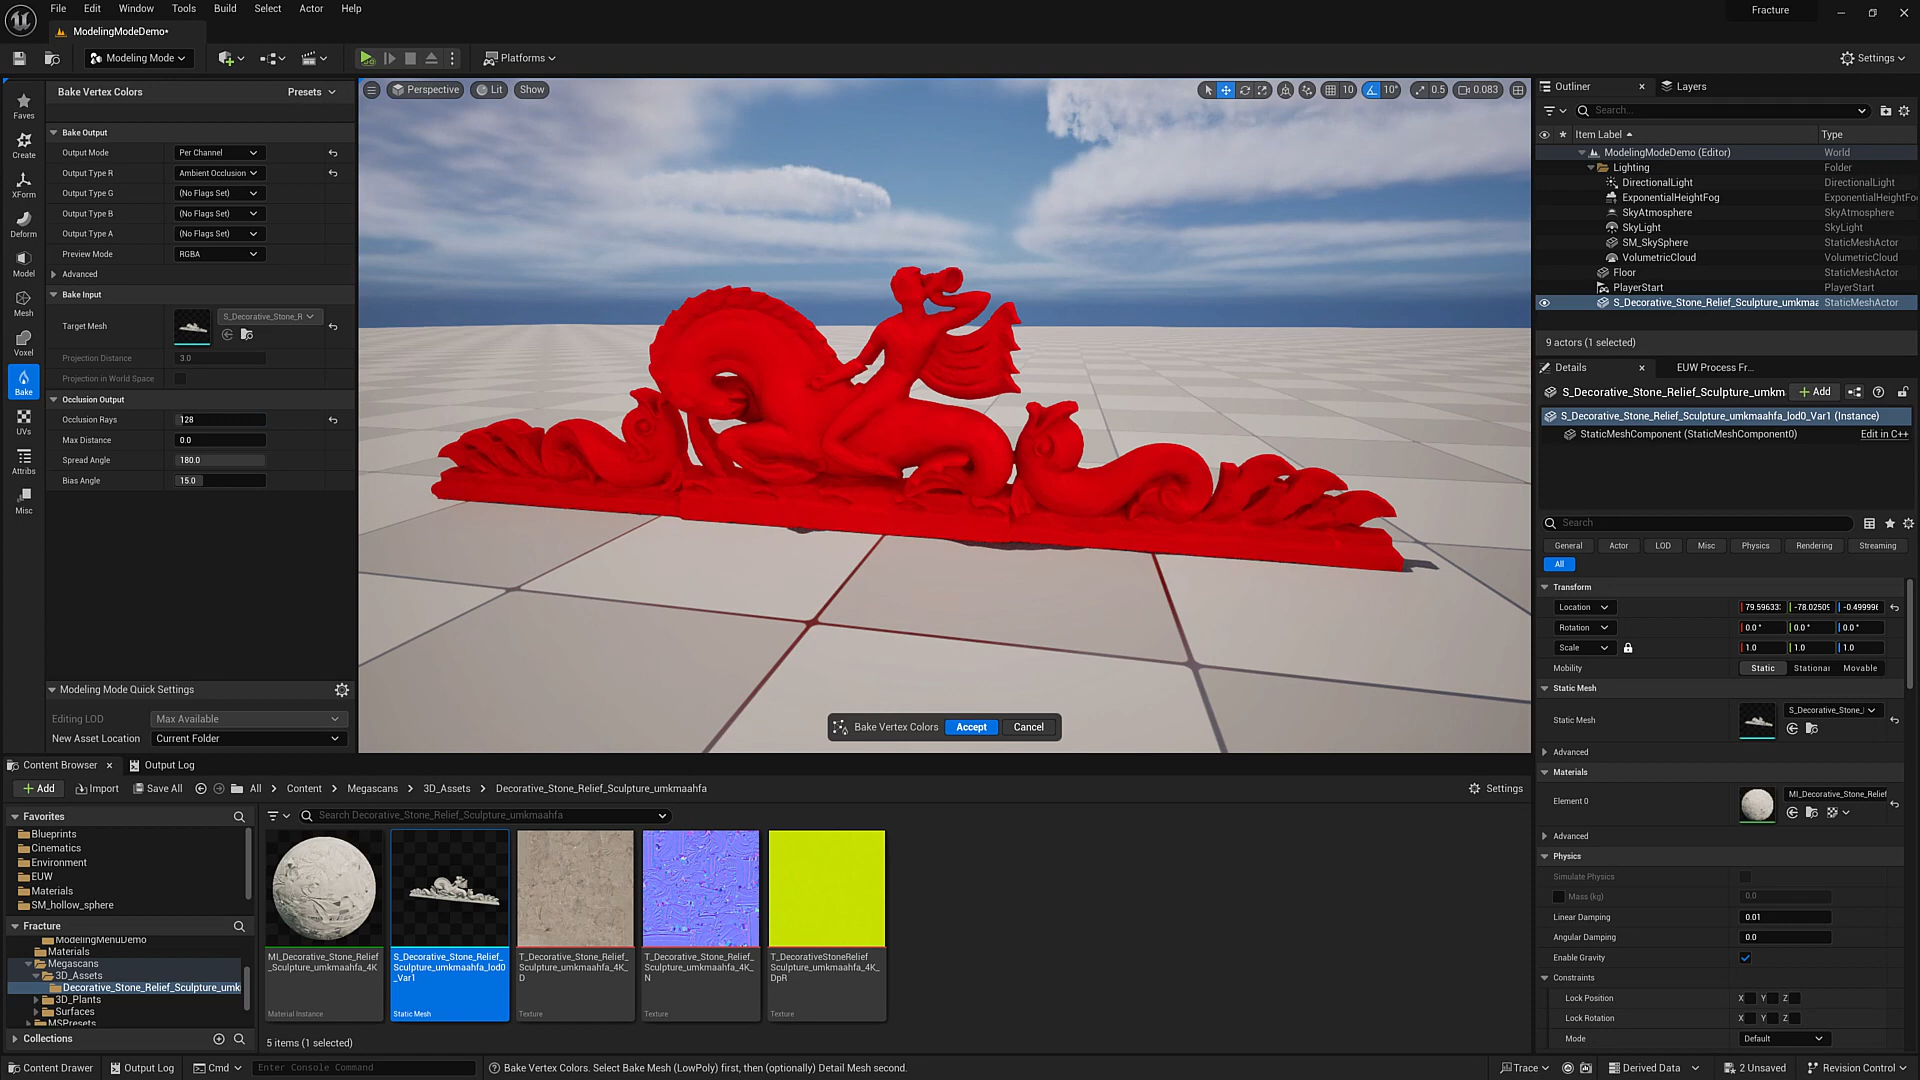 File Edit Window Tools Build Select Actor Help
Fracture
ModelingModeDemo*
Modeling Mode
Platforms
Settings
Bake Vertex Colors
Presets
Bake Output
Output Mode Per Channel
Output Type R Ambient Occlusion
Output Type G (No Flags Set)
Output Type B (No Flags Set)
Output Type A (No Flags Set)
Preview Mode RGBA
Advanced
Bake Input
Target Mesh S_Decorative_Stone_R
Projection Distance 3.0
Projection in World Space
Occlusion Output
Occlusion Rays 128
Max Distance 0.0
Spread Angle 180.0
Bias Angle 15.0
Faves
Create
XForm
Deform
Model
Mesh
Voxel
Bake
UVs
Attribs
Misc
Modeling Mode Quick Settings
Editing LOD Max Available
New Asset Location Current Folder
Perspective Lit Show
10 10° 0.5 0.083
Bake Vertex Colors Accept Cancel
Outliner
Layers
Search...
Item Label Type
ModelingModeDemo (Editor) World
Lighting Folder
DirectionalLight DirectionalLight
ExponentialHeightFog ExponentialHeightFo
SkyAtmosphere SkyAtmosphere
SkyLight SkyLight
SM_SkySphere StaticMeshActor
VolumetricCloud VolumetricCloud
Floor StaticMeshActor
PlayerStart PlayerStart
S_Decorative_Stone_Relief_Sculpture_umkmaa StaticMeshActor
9 actors (1 selected)
Details
EUW Process Fr...
S_Decorative_Stone_Relief_Sculpture_umkm
Add
S_Decorative_Stone_Relief_Sculpture_umkmaahfa_lod0_Var1 (Instance)
StaticMeshComponent (StaticMeshComponent0) Edit in C++
Search
General Actor LOD Misc Physics Rendering Streaming
All
Transform
Location 79.59633 -78.02509 -0.49999
Rotation 0.0° 0.0° 0.0°
Scale 1.0 1.0 1.0
Mobility Static Stationar Movable
Static Mesh
Static Mesh S_Decorative_Stone_
Advanced
Materials
Element 0 MI_Decorative_Stone_Relief
Advanced
Physics
Simulate Physics
Mass (kg) 0.0
Linear Damping 0.01
Angular Damping 0.0
Enable Gravity
Constraints
Lock Position X Y Z
Lock Rotation X Y Z
Mode Default
Content Browser
Output Log
Add Import Save All All Content Megascans 3D_Assets Decorative_Stone_Relief_Sculpture_umkmaahfa
Settings
Favorites
Blueprints
Cinematics
Environment
EUW
Materials
SM_hollow_sphere
Fracture
ModelingMenuDemo
Materials
Megascans
3D_Assets
Decorative_Stone_Relief_Sculpture_umk
3D_Plants
Surfaces
MSPresets
Collections
Search Decorative_Stone_Relief_Sculpture_umkmaahfa
MI_Decorative_Stone_Relief
_Sculpture_umkmaahfa_4K
Material Instance
S_Decorative_Stone_Relief_
Sculpture_umkmaahfa_lod0
_Var1
Static Mesh
T_Decorative_Stone_Relief_
Sculpture_umkmaahfa_4K_
D
Texture
T_Decorative_Stone_Relief_
Sculpture_umkmaahfa_4K_
N
Texture
T_DecorativeStoneRelief
Sculpture_umkmaahfa_4K_
DpR
Texture
5 items (1 selected)
Content Drawer Output Log Cmd Enter Console Command
Bake Vertex Colors. Select Bake Mesh (LowPoly) first, then (optionally) Detail Mesh second.
Trace Derived Data 2 Unsaved Revision Control